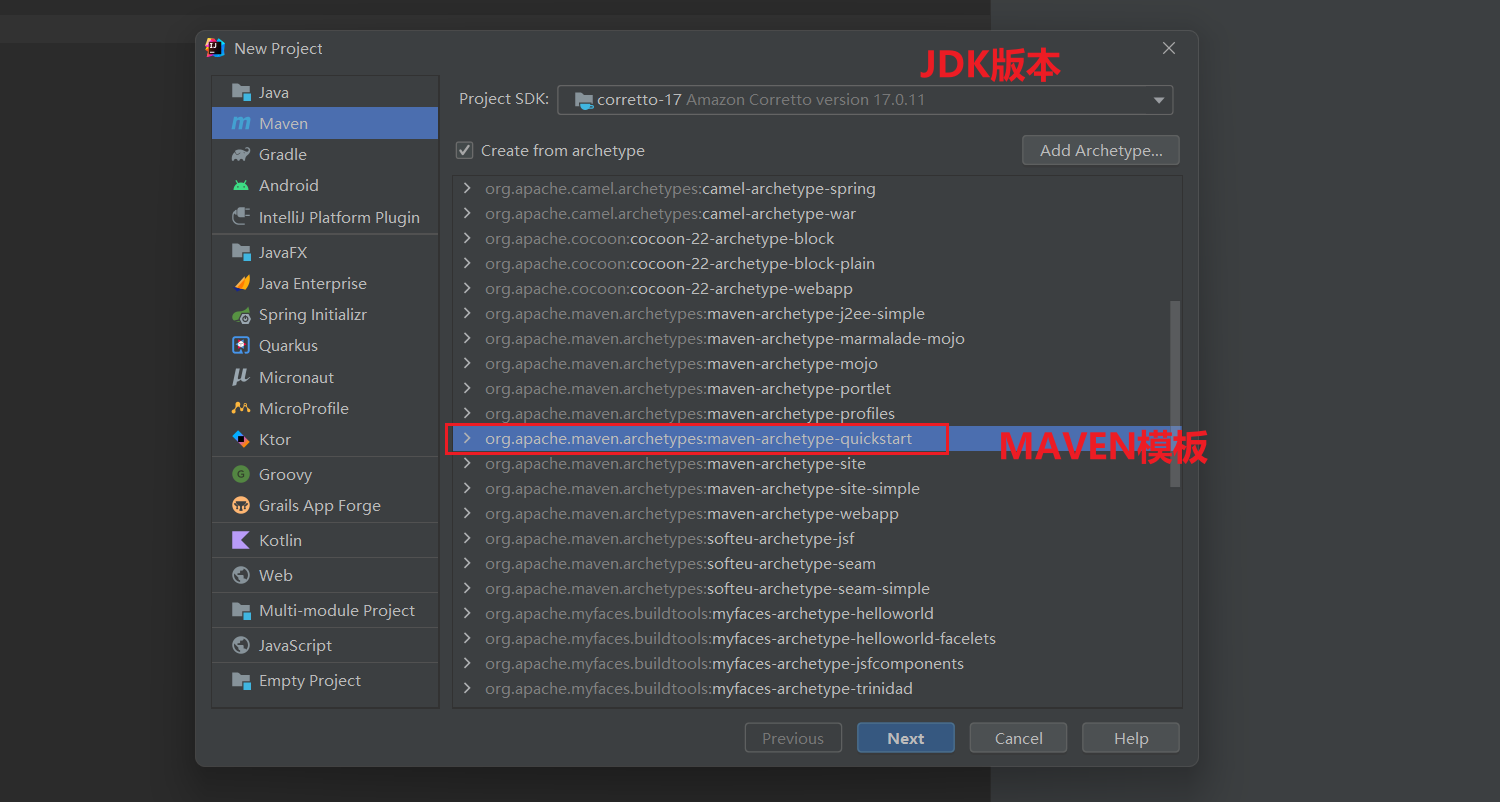 New Project
JDK版本
Java
Maven
Gradle
Android
IntelliJ Platform Plugin
JavaFX
Java Enterprise
Spring Initializr
Quarkus
Micronaut
MicroProfile
Ktor
Groovy
Grails App Forge
Kotlin
Web
Multi-module Project
JavaScript
Empty Project
Project SDK: corretto-17 Amazon Corretto version 17.0.11
Create from archetype
Add Archetype...
org.apache.camel.archetypes:camel-archetype-spring
org.apache.camel.archetypes:camel-archetype-war
org.apache.cocoon:cocoon-22-archetype-block
org.apache.cocoon:cocoon-22-archetype-block-plain
org.apache.cocoon:cocoon-22-archetype-webapp
org.apache.maven.archetypes:maven-archetype-j2ee-simple
org.apache.maven.archetypes:maven-archetype-marmalade-mojo
org.apache.maven.archetypes:maven-archetype-mojo
org.apache.maven.archetypes:maven-archetype-portlet
org.apache.maven.archetypes:maven-archetype-profiles
org.apache.maven.archetypes:maven-archetype-quickstart
MAVEN模板
org.apache.maven.archetypes:maven-archetype-site
org.apache.maven.archetypes:maven-archetype-site-simple
org.apache.maven.archetypes:maven-archetype-webapp
org.apache.maven.archetypes:softeu-archetype-jsf
org.apache.maven.archetypes:softeu-archetype-seam
org.apache.maven.archetypes:softeu-archetype-seam-simple
org.apache.myfaces.buildtools:myfaces-archetype-helloworld
org.apache.myfaces.buildtools:myfaces-archetype-helloworld-facelets
org.apache.myfaces.buildtools:myfaces-archetype-jsfcomponents
org.apache.myfaces.buildtools:myfaces-archetype-trinidad
Previous
Next
Cancel
Help